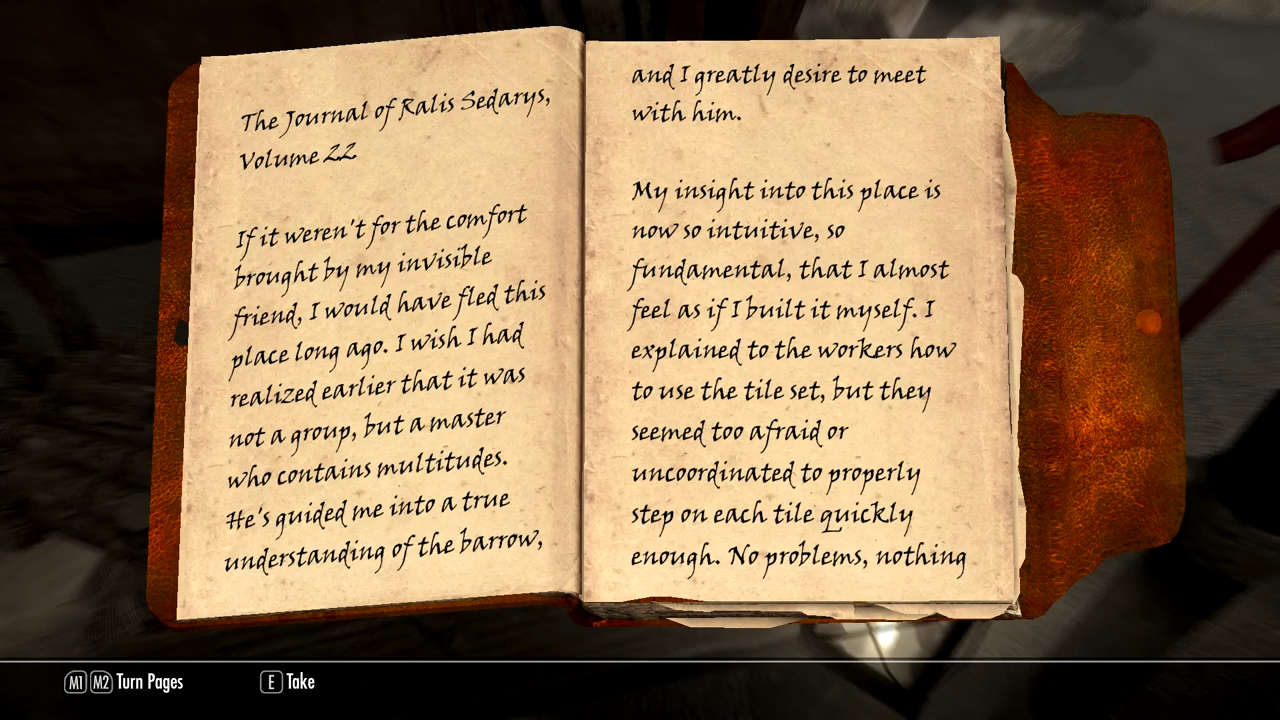 The Journal of Ralis Sedarys,
Volume 22
If it weren't for the comfort
brought by my invisible
friend, I would have fled this
place long ago. I wish I had
realized earlier that it was
not a group, but a master
who contains multitudes.
He's guided me into a true
understanding of the barrow,
and I greatly desire to meet
with him.
My insight into this place is
now so intuitive, so
fundamental, that I almost
feel as if I built it myself. I
explained to the workers how
to use the tile set, but they
seemed too afraid or
uncoordinated to properly
step on each tile quickly
enough. No problems, nothing
M1 M2 Turn Pages
E Take